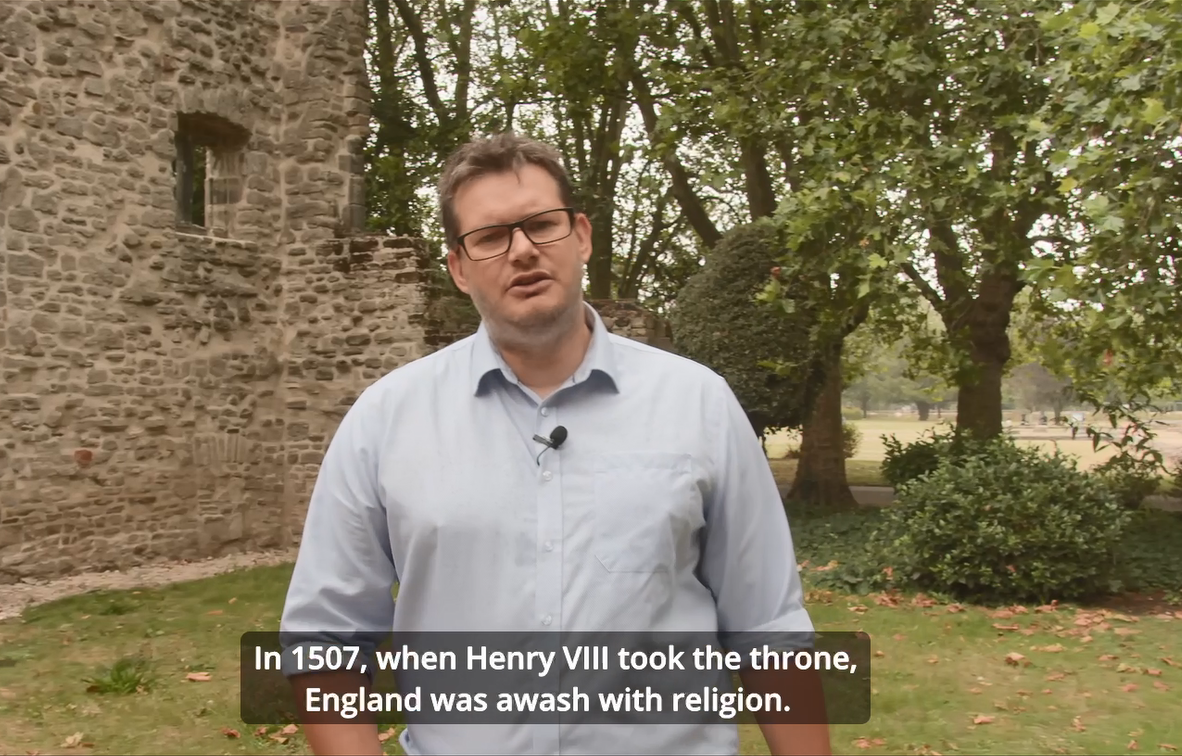 In 1507, when Henry VIII took the throne,
England was awash with religion.